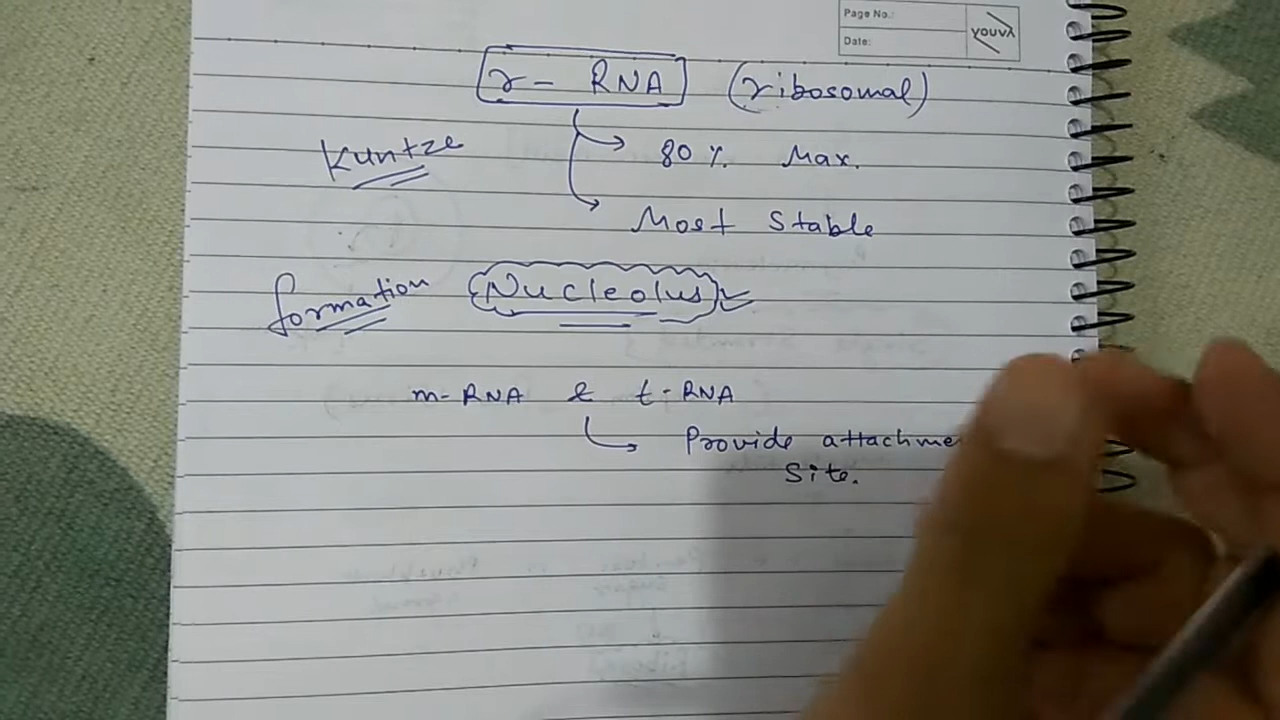 Page No.:
Date:
youva
r- RNA (ribosomal)
Kuntze
80 % Max.
Most Stable
formation Nucleolus
m-RNA & t-RNA
Provide attachme
Site.